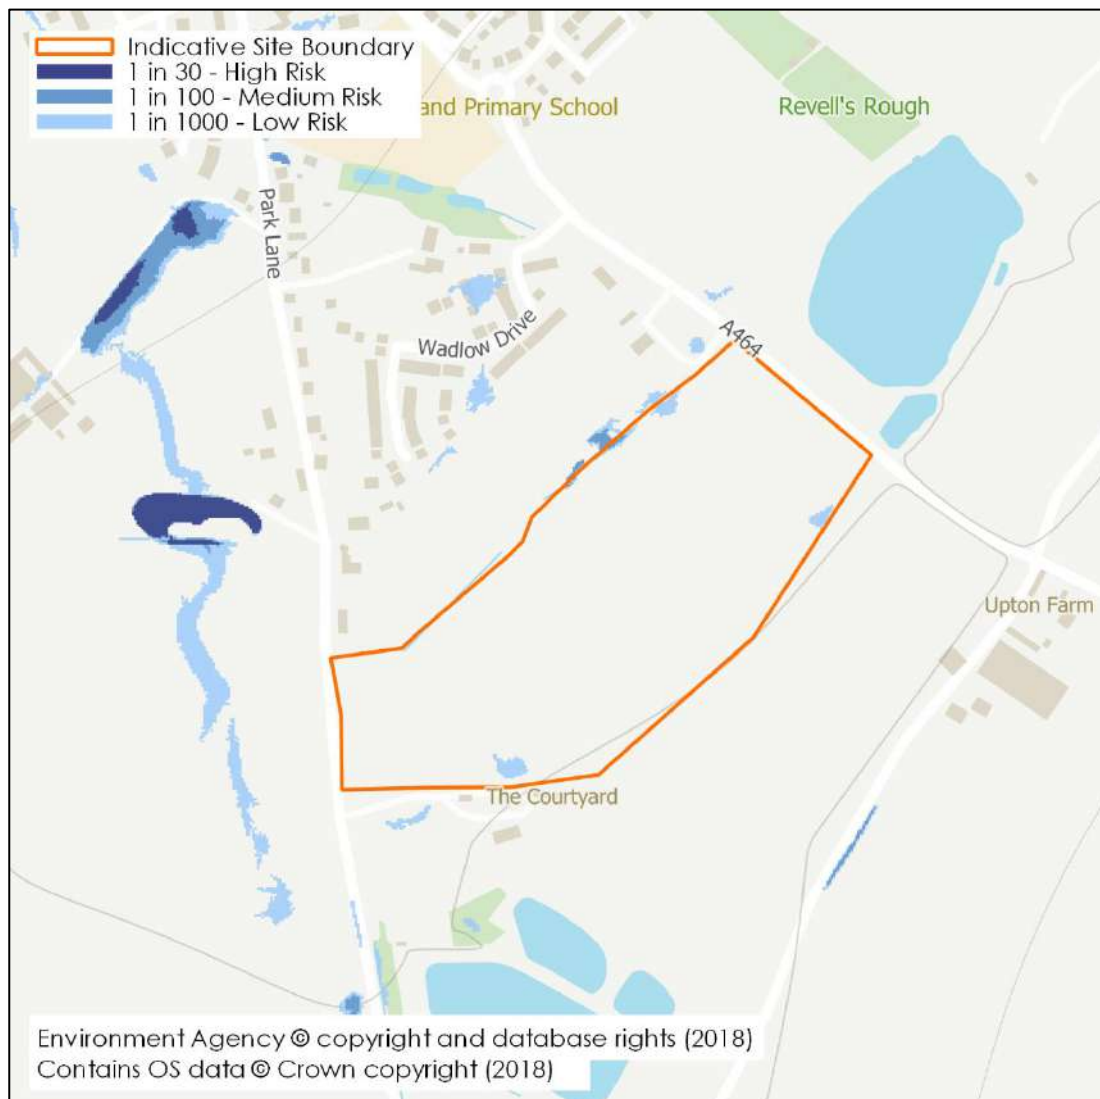 Indicative Site Boundary
1 in 30 - High Risk
1 in 100 - Medium Risk
1 in 1000 - Low Risk
and Primary School
Revell's Rough
Park Lane
Wadlow Drive
A464
Upton Farm
The Courtyard
Environment Agency © copyright and database rights (2018)
Contains OS data © Crown copyright (2018)